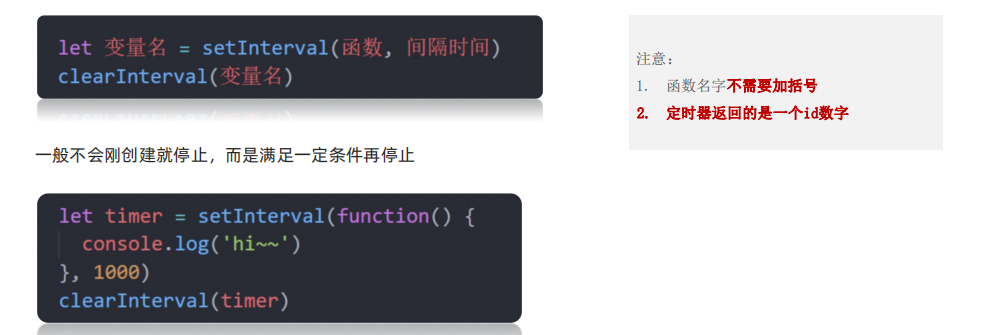 let 变量名 = setInterval(函数, 间隔时间)
clearInterval(变量名)
一般不会刚创建就停止，而是满足一定条件再停止
let timer = setInterval(function() {
  console.log('hi~~')
}, 1000)
clearInterval(timer)
注意：
1. 函数名字不需要加括号
2. 定时器返回的是一个id数字